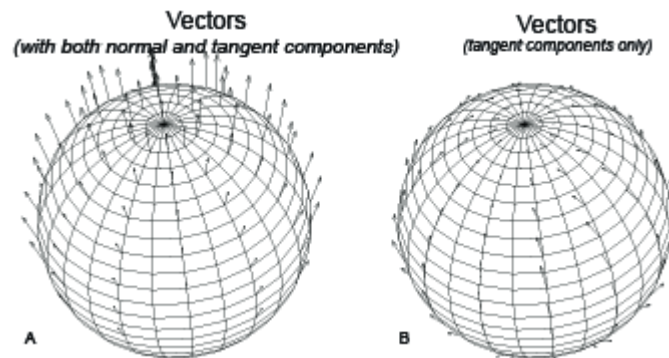 Vectors
(with both normal and tangent components)
Vectors
(tangent components only)
A
B